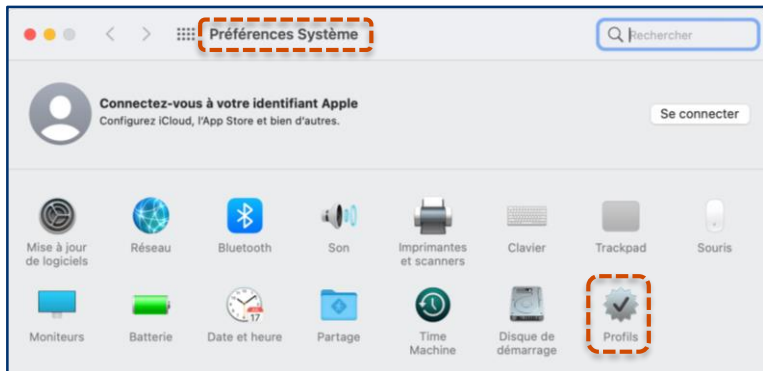 Préférences Système
Rechercher
Connectez-vous à votre identifiant Apple
Configurez iCloud, l'App Store et bien d'autres.
Se connecter
Mise à jour
de logiciels
Réseau
Bluetooth
Son
Imprimantes
et scanners
Clavier
Trackpad
Souris
17
Moniteurs
Batterie
Date et heure
Partage
Time
Machine
Disque de
démarrage
Profils